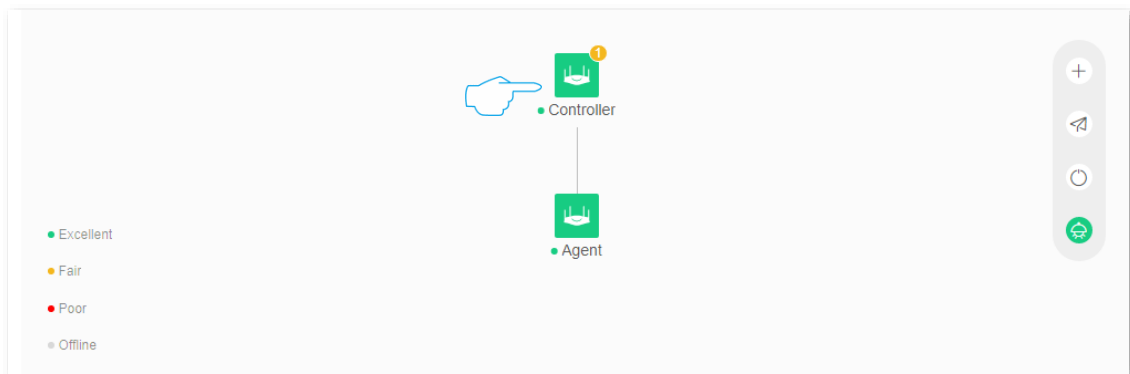 1
Controller
Agent
Excellent
Fair
Poor
Offline